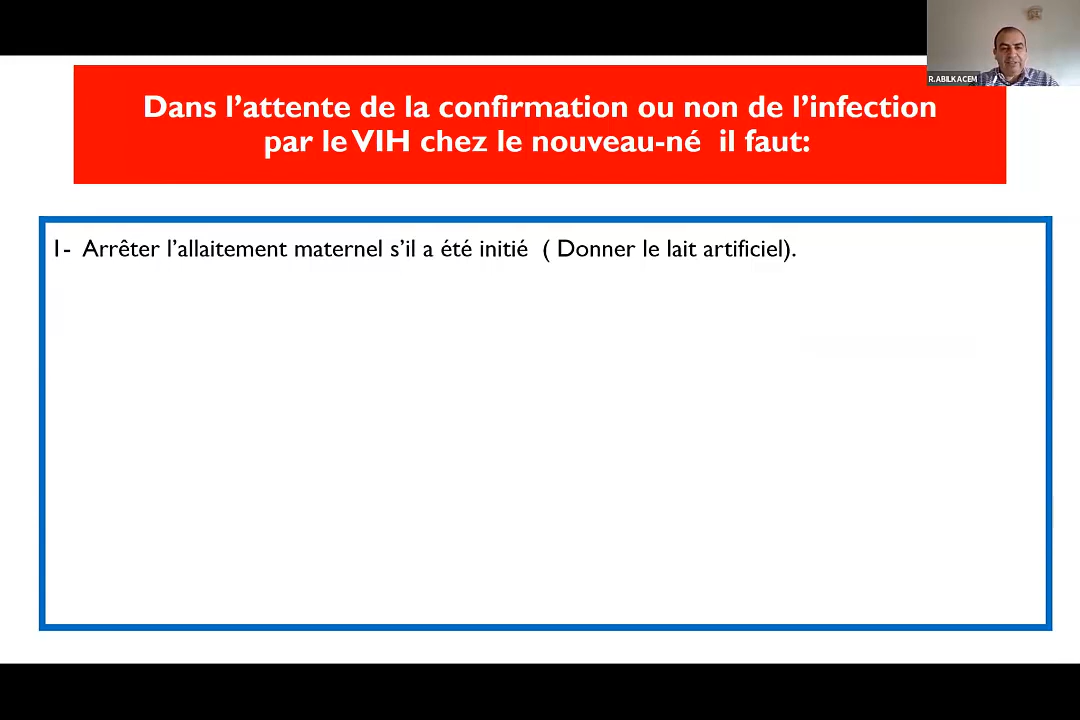 R.ABILKACEM
Dans l’attente de la confirmation ou non de l’infection
par le VIH chez le nouveau-né il faut:
1- Arrêter l’allaitement maternel s’il a été initié ( Donner le lait artificiel).